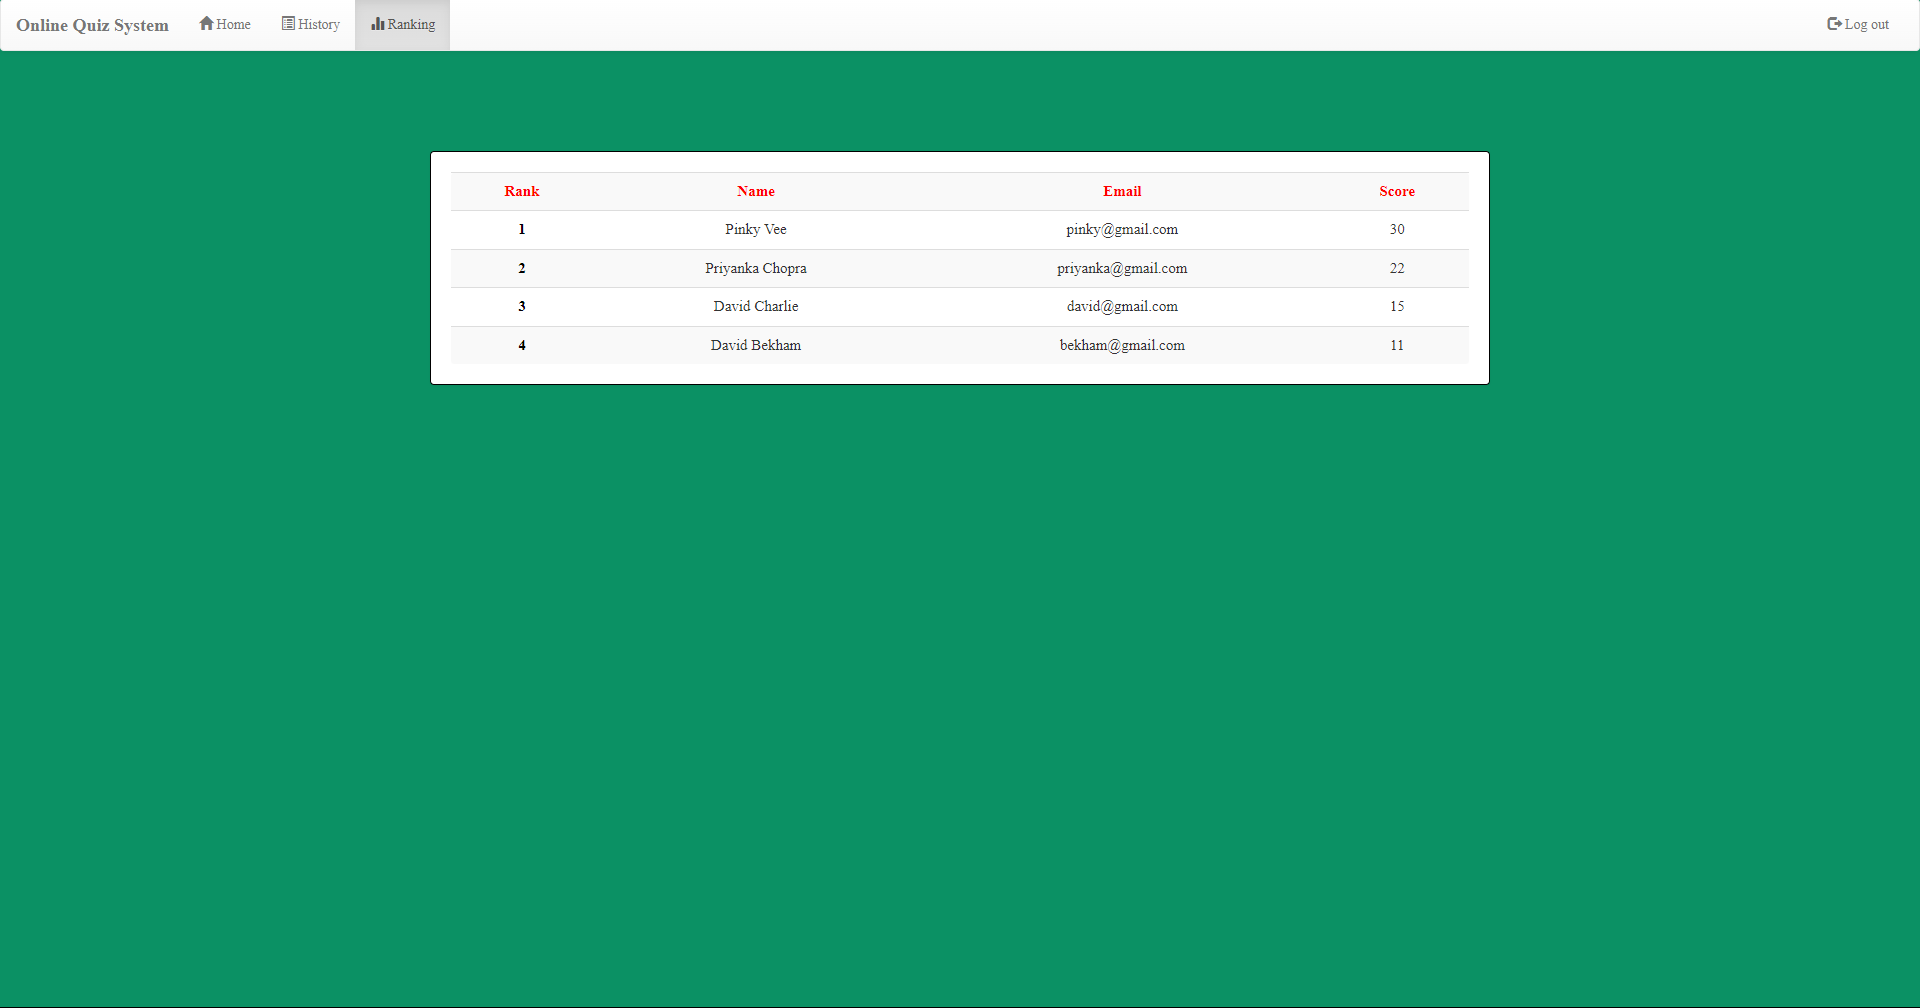 Online Quiz System Home History Ranking Log out
Rank Name Email Score
1 Pinky Vee pinky@gmail.com 30
2 Priyanka Chopra priyanka@gmail.com 22
3 David Charlie david@gmail.com 15
4 David Bekham bekham@gmail.com 11